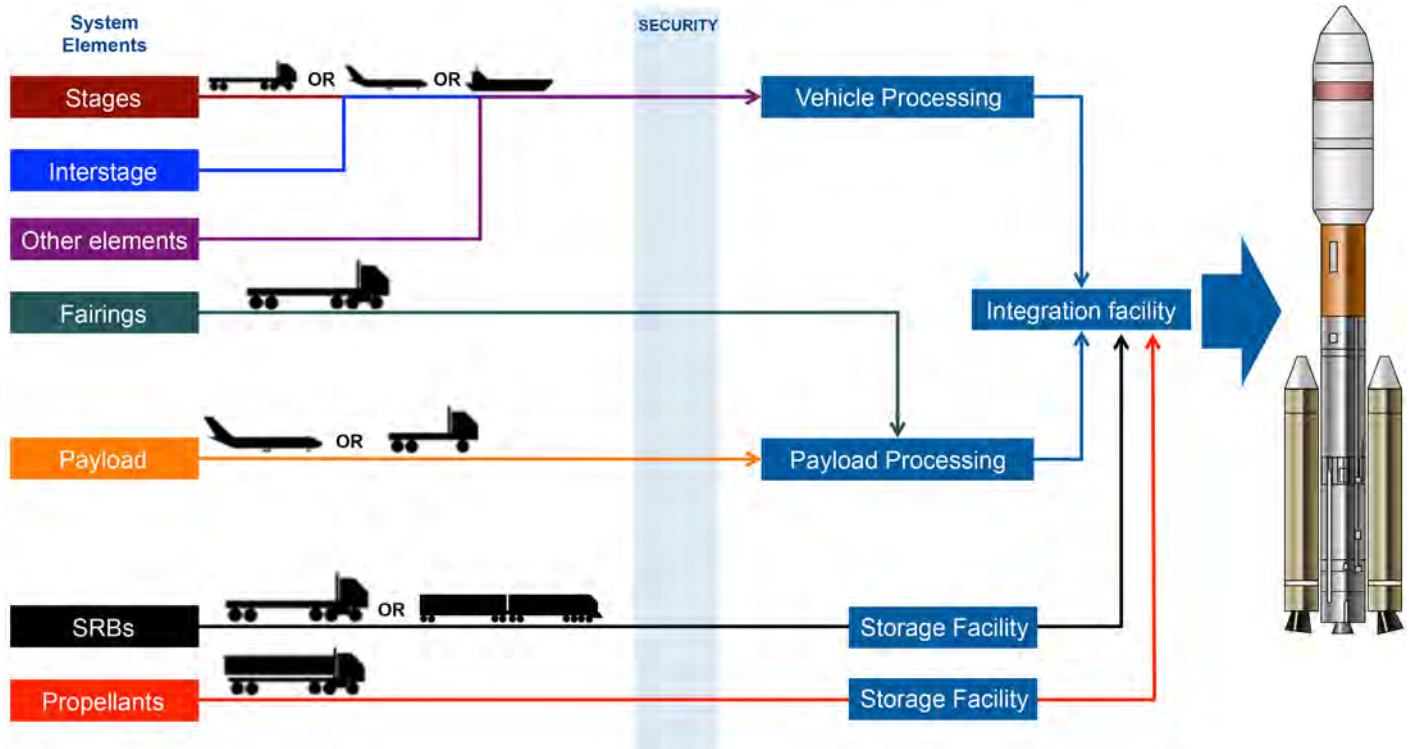 System
Elements
SECURITY
Stages
OR
OR
Vehicle Processing
Interstage
Other elements
Fairings
Integration facility
Payload
OR
Payload Processing
SRBs
OR
Storage Facility
Propellants
Storage Facility